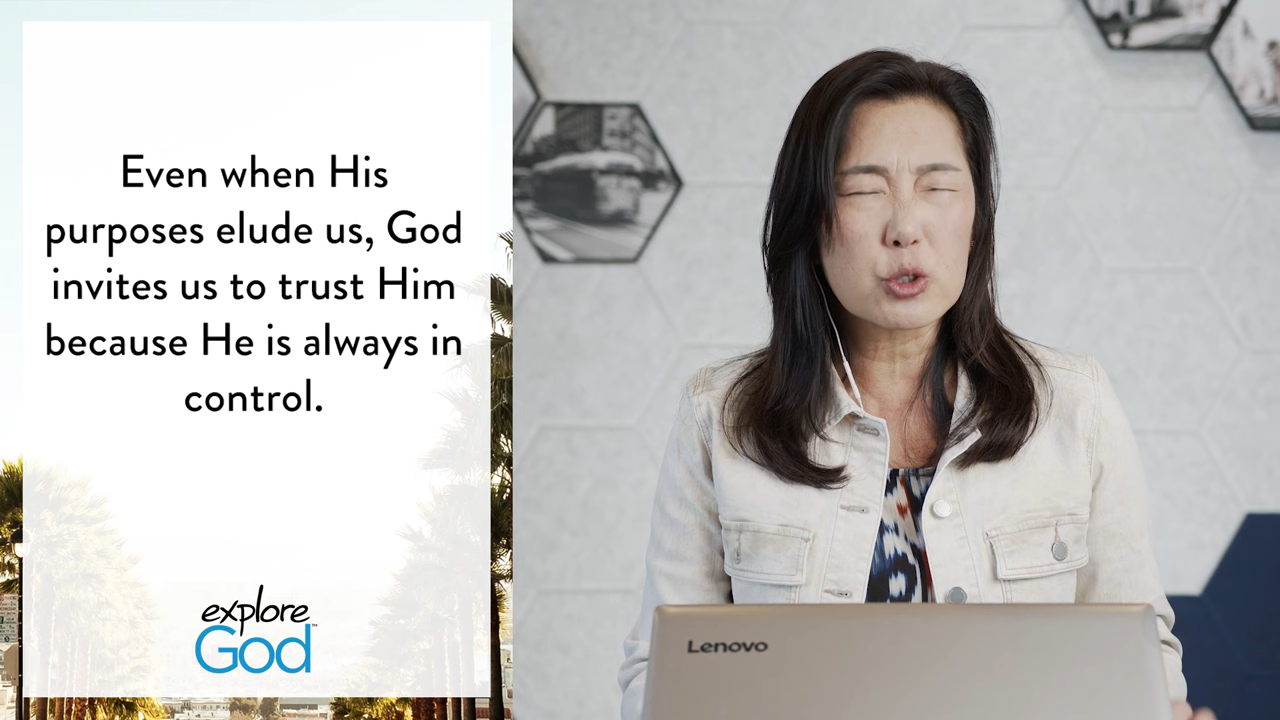 Even when His
purposes elude us, God
invites us to trust Him
because He is always in
control.
explore
God™
Lenovo